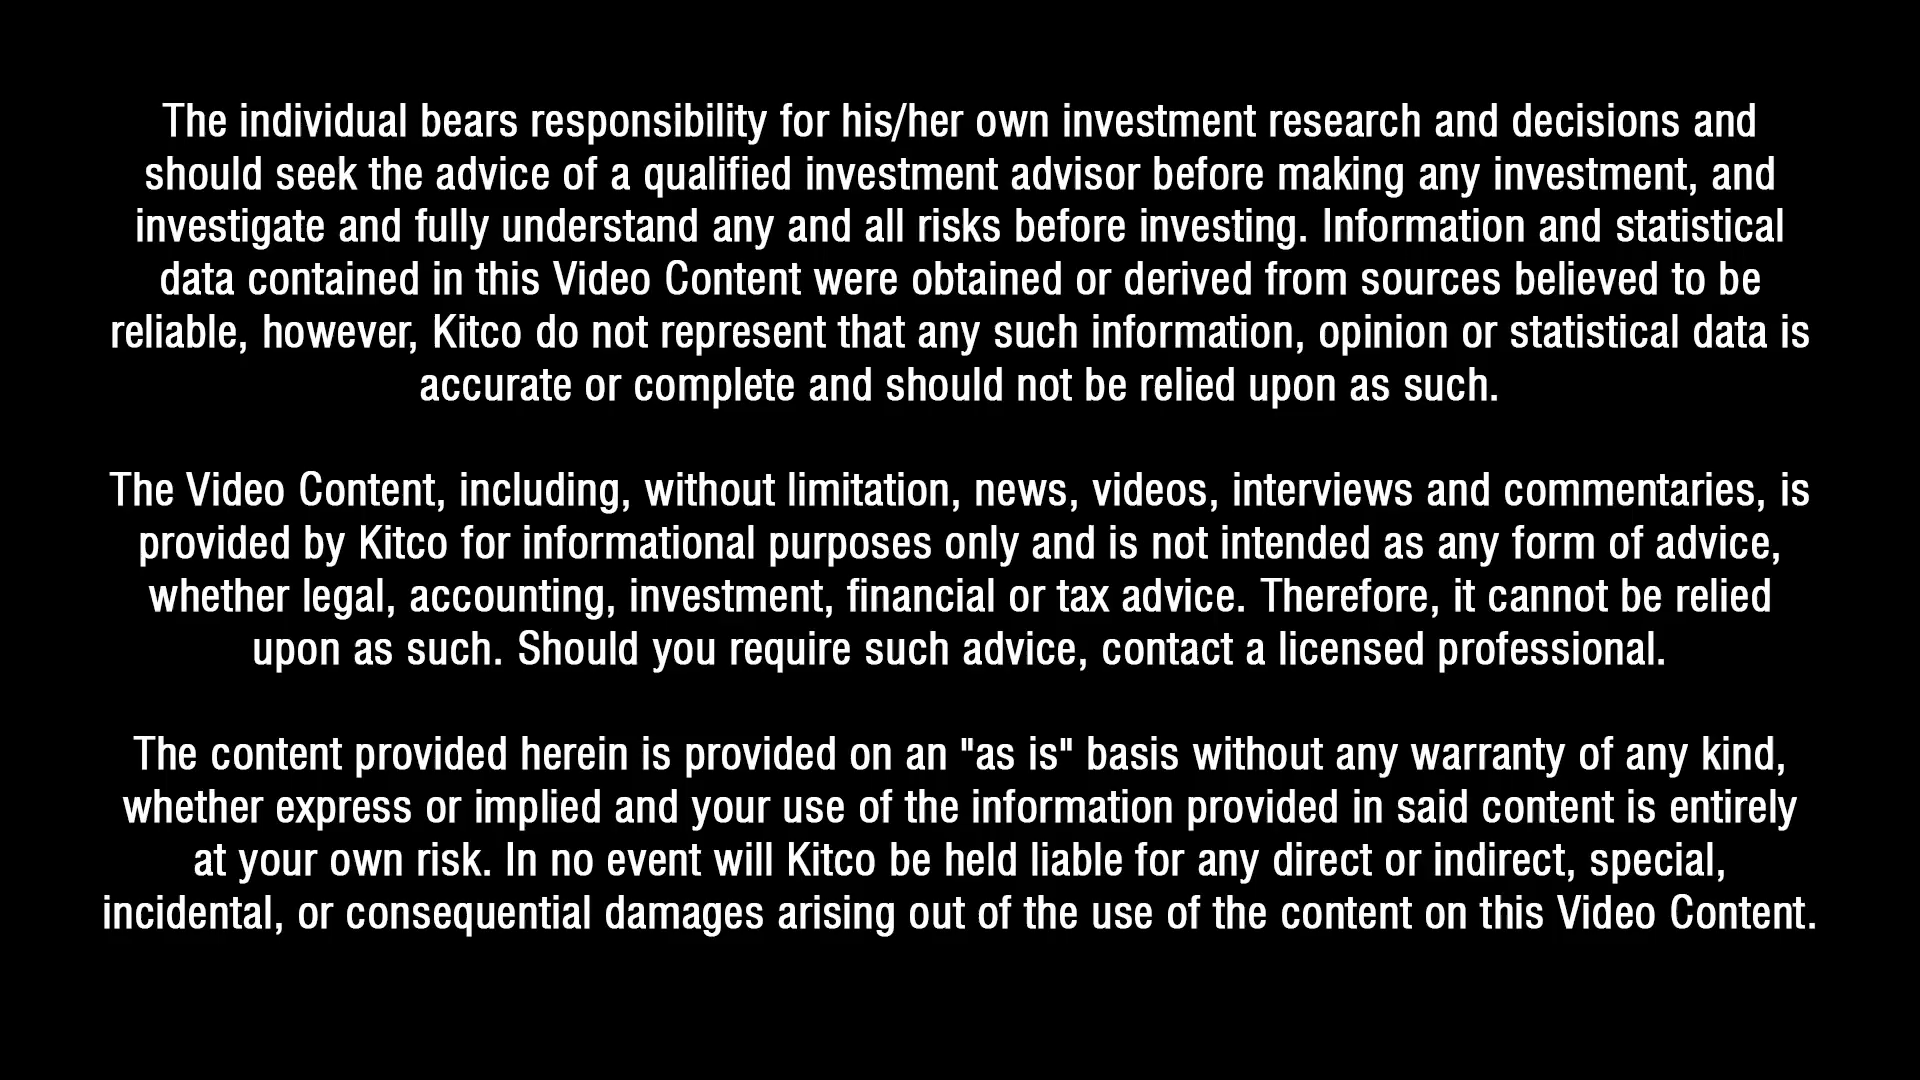 The individual bears responsibility for his/her own investment research and decisions and
should seek the advice of a qualified investment advisor before making any investment, and
investigate and fully understand any and all risks before investing. Information and statistical
data contained in this Video Content were obtained or derived from sources believed to be
reliable, however, Kitco do not represent that any such information, opinion or statistical data is
accurate or complete and should not be relied upon as such.
The Video Content, including, without limitation, news, videos, interviews and commentaries, is
provided by Kitco for informational purposes only and is not intended as any form of advice,
whether legal, accounting, investment, financial or tax advice. Therefore, it cannot be relied
upon as such. Should you require such advice, contact a licensed professional.
The content provided herein is provided on an "as is" basis without any warranty of any kind,
whether express or implied and your use of the information provided in said content is entirely
at your own risk. In no event will Kitco be held liable for any direct or indirect, special,
incidental, or consequential damages arising out of the use of the content on this Video Content.